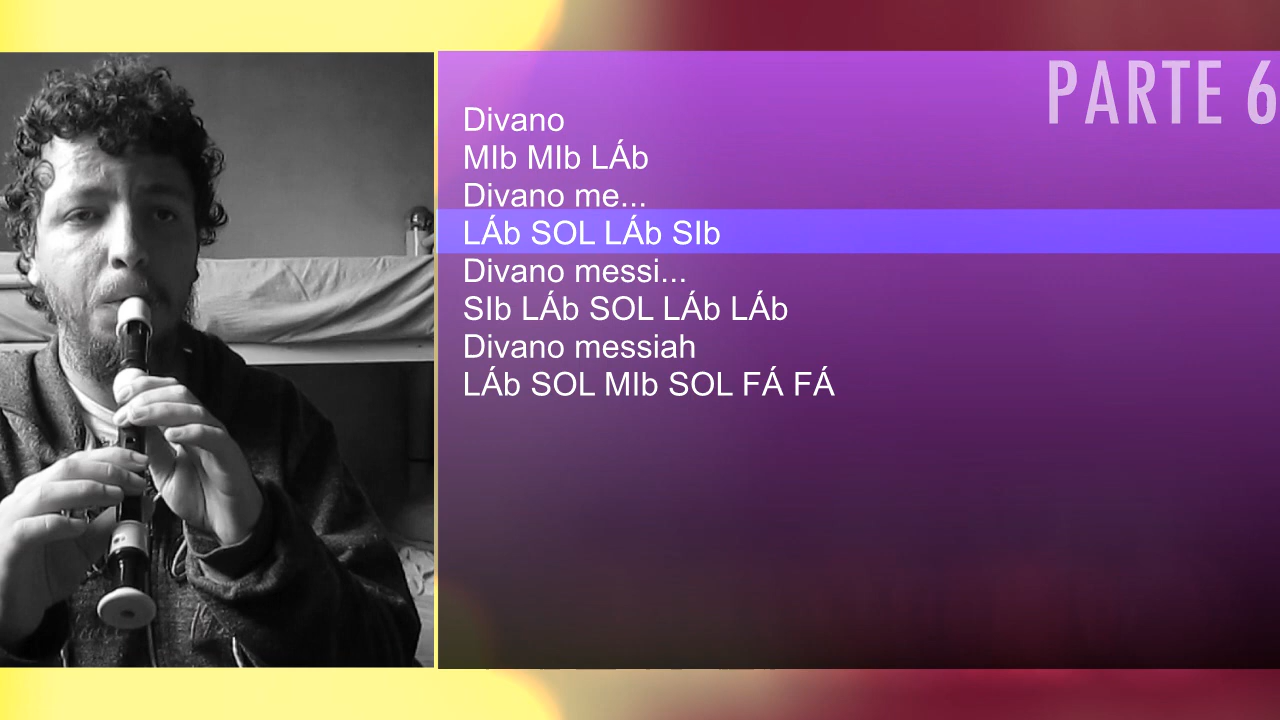 PARTE 6
Divano
MIb MIb LÁb
Divano me...
LÁb SOL LÁb SIb
Divano messi...
SIb LÁb SOL LÁb LÁb
Divano messiah
LÁb SOL MIb SOL FÁ FÁ